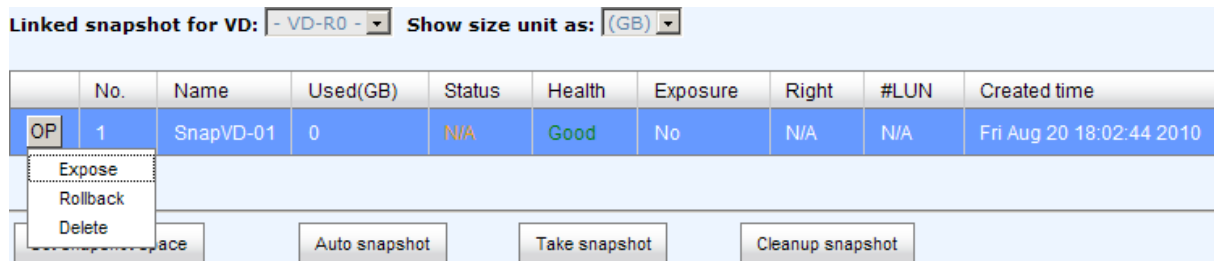 Linked snapshot for VD: - VD-R0 - Show size unit as: (GB)
No. Name Used(GB) Status Health Exposure Right #LUN Created time
OP 1 SnapVD-01 0 N/A Good No N/A N/A Fri Aug 20 18:02:44 2010
Expose
Rollback
Delete
Auto snapshot Take snapshot Cleanup snapshot